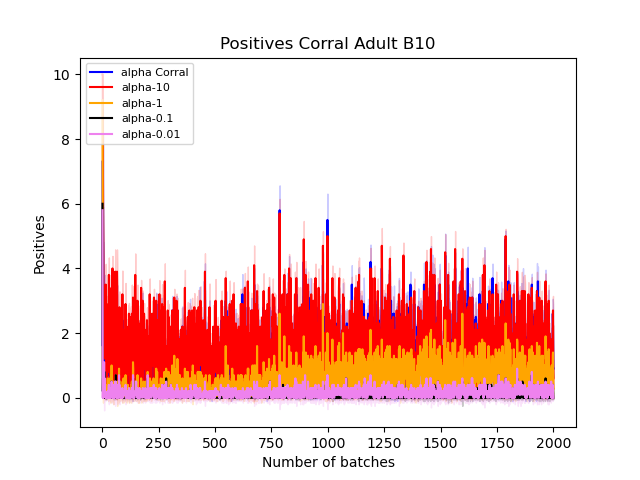 Positives Corral Adult B10
alpha Corral
alpha-10
alpha-1
alpha-0.1
alpha-0.01
10
8
6
4
2
0
Positives
0 250 500 750 1000 1250 1500 1750 2000
Number of batches